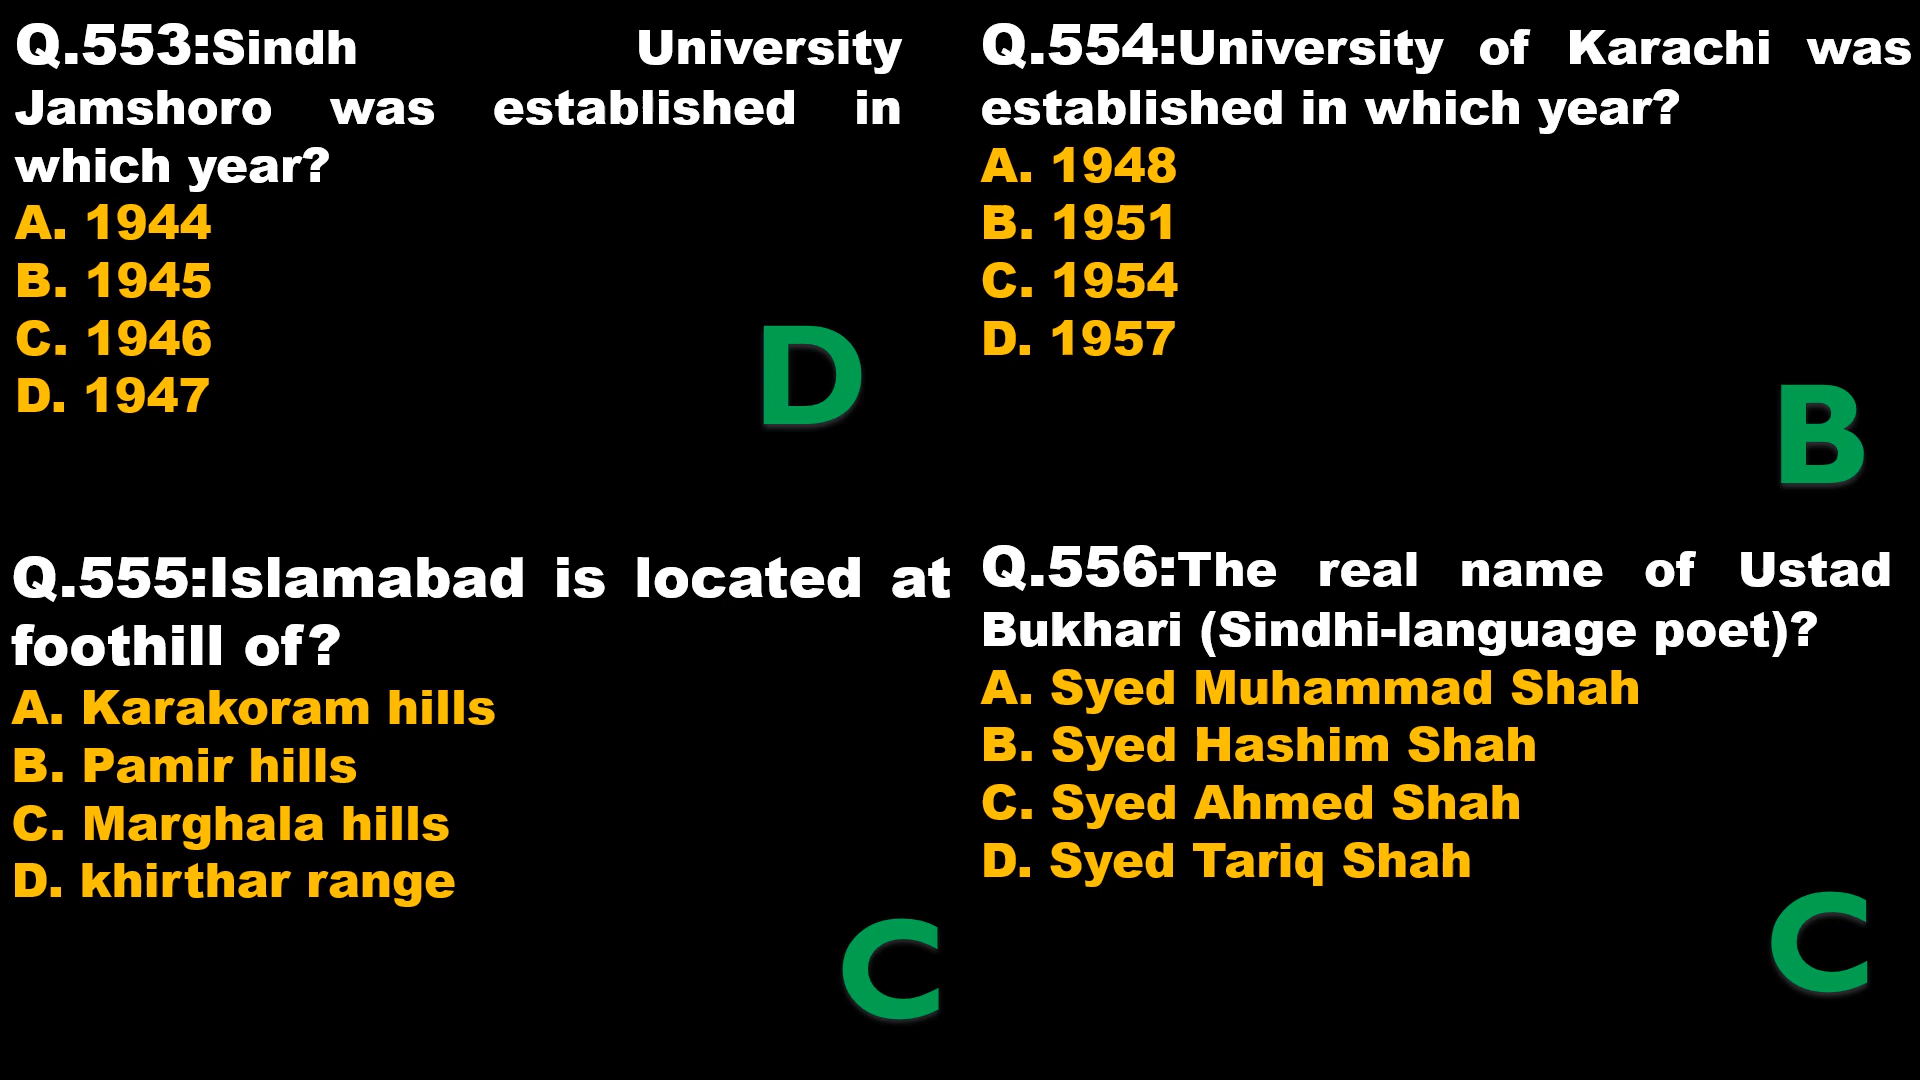 Q.553:Sindh University
Jamshoro was established in
which year?
A. 1944
B. 1945
C. 1946
D. 1947
D
Q.554:University of Karachi was
established in which year?
A. 1948
B. 1951
C. 1954
D. 1957
B
Q.555:Islamabad is located at
foothill of?
A. Karakoram hills
B. Pamir hills
C. Marghala hills
D. khirthar range
C
Q.556:The real name of Ustad
Bukhari (Sindhi-language poet)?
A. Syed Muhammad Shah
B. Syed Hashim Shah
C. Syed Ahmed Shah
D. Syed Tariq Shah
C